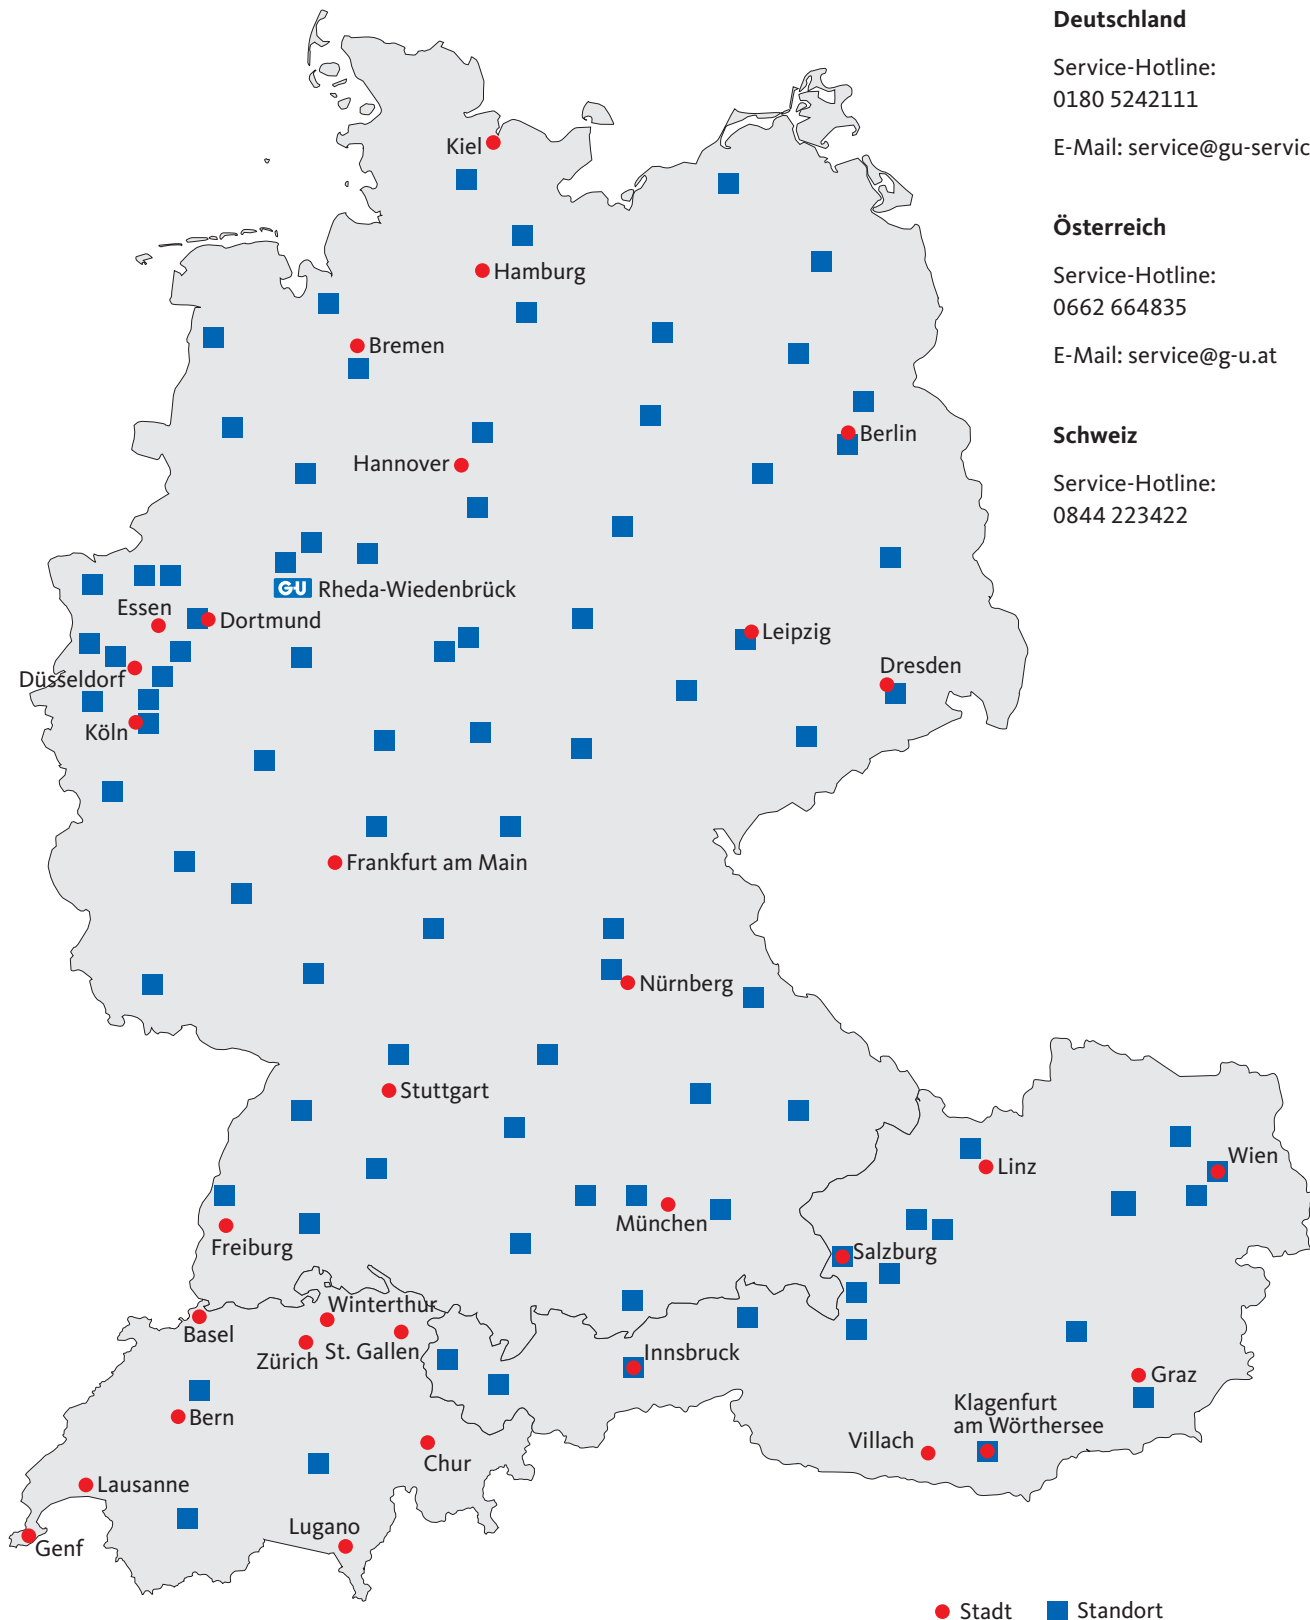 Deutschland
Service-Hotline:
0180 5242111
E-Mail: service@gu-servic
Österreich
Service-Hotline:
0662 664835
E-Mail: service@g-u.at
Schweiz
Service-Hotline:
0844 223422
Kiel
Hamburg
Bremen
Berlin
Hannover
GU Rheda-Wiedenbrück
Essen
Dortmund
Leipzig
Dresden
Düsseldorf
Köln
Frankfurt am Main
Nürnberg
Stuttgart
München
Freiburg
Linz
Wien
Salzburg
Winterthur
Basel
Zürich
St. Gallen
Innsbruck
Graz
Klagenfurt
am Wörthersee
Villach
Bern
Chur
Lausanne
Lugano
Genf
Stadt
Standort